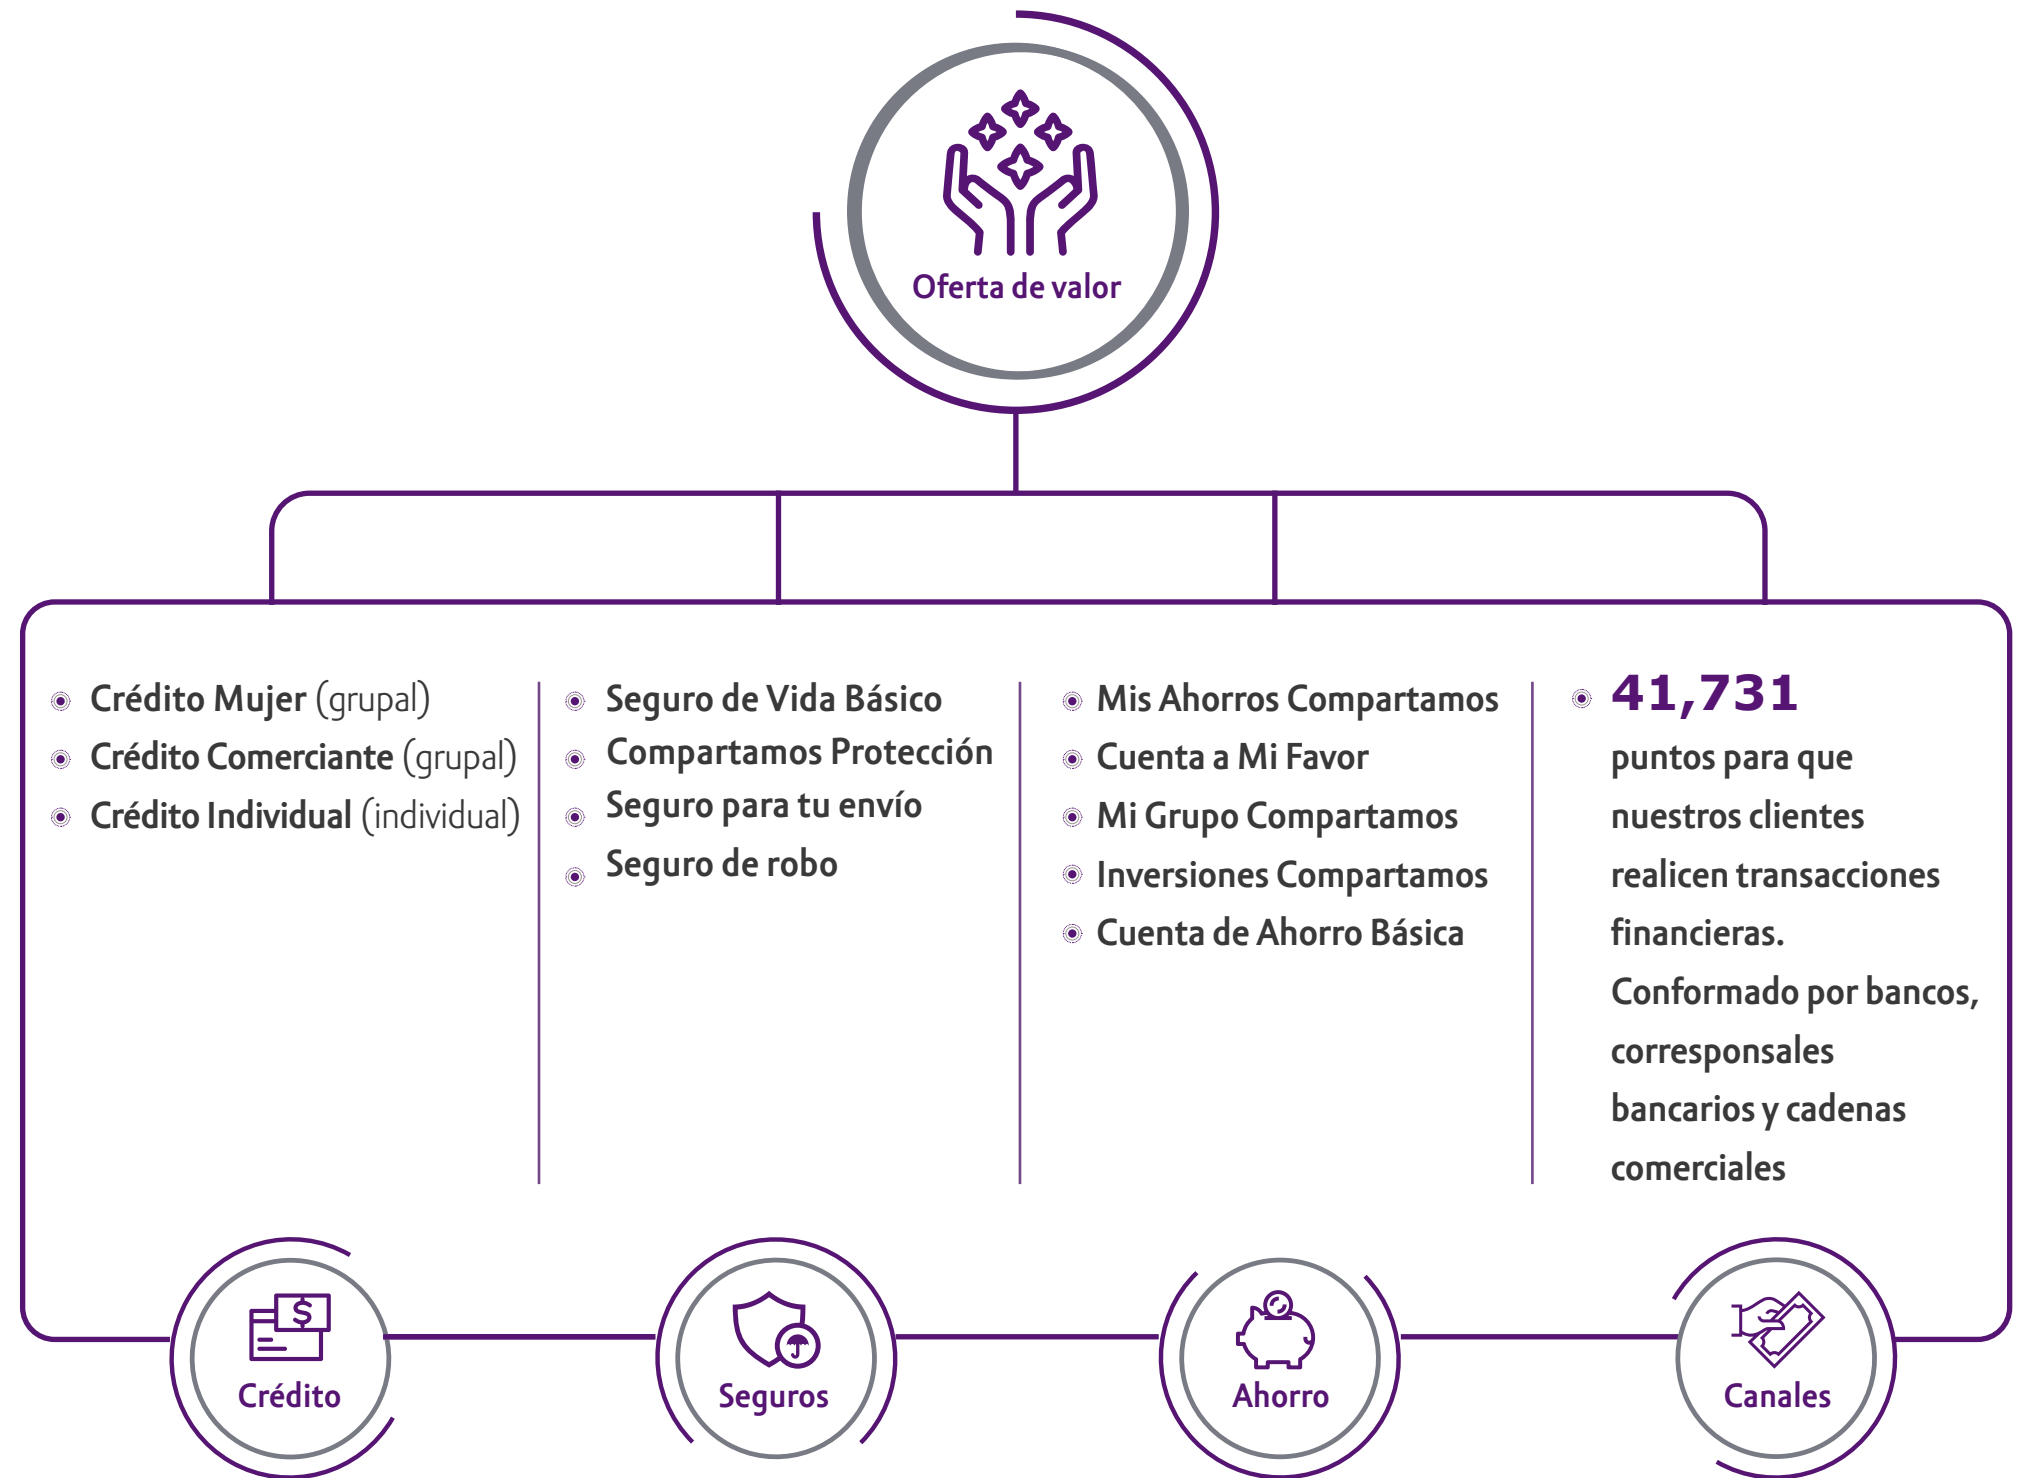 Oferta de valor
Crédito Mujer (grupal)
Crédito Comerciante (grupal)
Crédito Individual (individual)
Seguro de Vida Básico
Compartamos Protección
Seguro para tu envío
Seguro de robo
Mis Ahorros Compartamos
Cuenta a Mi Favor
Mi Grupo Compartamos
Inversiones Compartamos
Cuenta de Ahorro Básica
41,731
puntos para que
nuestros clientes
realicen transacciones
financieras.
Conformado por bancos,
corresponsales
bancarios y cadenas
comerciales
$
Crédito
Seguros
Ahorro
Canales